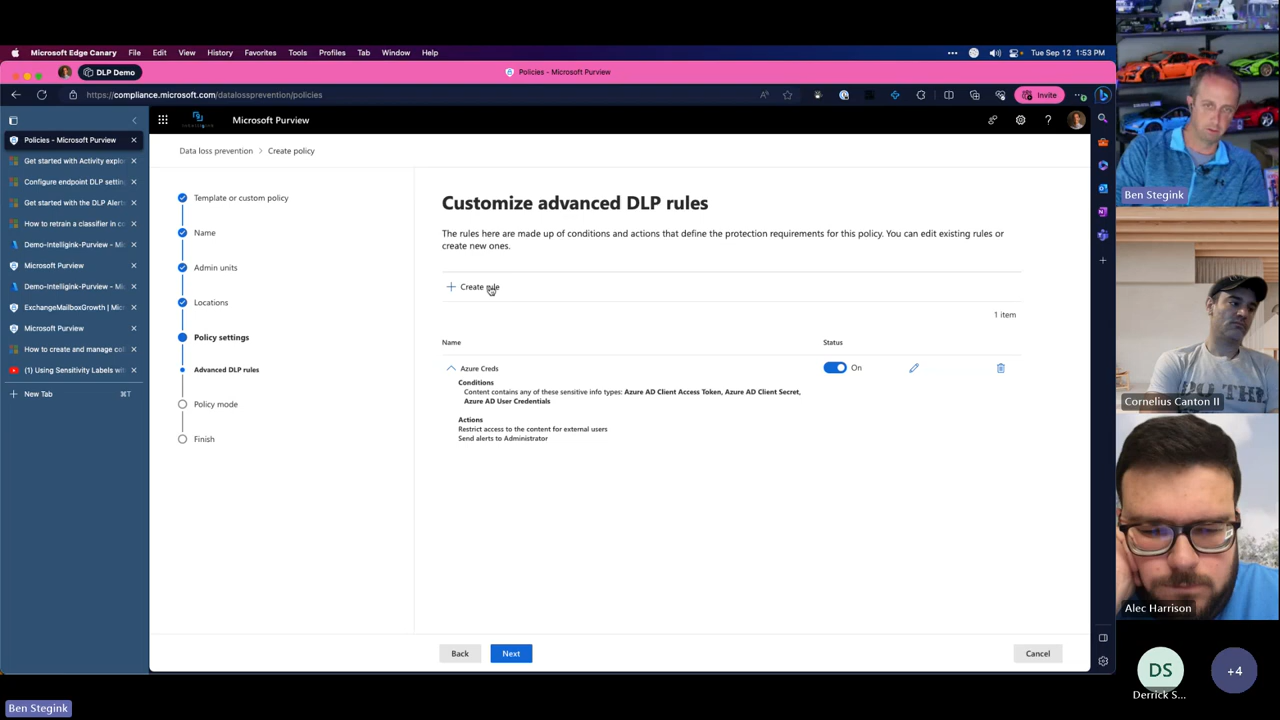 Microsoft Edge Canary File Edit View History Favorites Tools Profiles Tab Window Help
Tue Sep 12 1:53 PM
DLP Demo
Policies - Microsoft Purview
https://compliance.microsoft.com/datalossprevention/policies
Invite
Policies - Microsoft Purview
Get started with Activity explo
Configure endpoint DLP settin
Get started with the DLP Alert
How to retrain a classifier in co
Demo-Intelligink-Purview - Mi
Microsoft Purview
Demo-Intelligink-Purview - Mi
ExchangeMailboxGrowth | Micr
Microsoft Purview
How to create and manage col
(1) Using Sensitivity Labels wit
New Tab
⌘T
Microsoft Purview
Data loss prevention > Create policy
Template or custom policy
Name
Admin units
Locations
Policy settings
Advanced DLP rules
Policy mode
Finish
Customize advanced DLP rules
The rules here are made up of conditions and actions that define the protection requirements for this policy. You can edit existing rules or
create new ones.
Create rule
1 item
Name
Status
Azure Creds
On
Conditions
Content contains any of these sensitive info types: Azure AD Client Access Token, Azure AD Client Secret,
Azure AD User Credentials
Actions
Restrict access to the content for external users
Send alerts to Administrator
Back
Next
Cancel
Ben Stegink
Cornelius Canton II
Alec Harrison
DS
Derrick S...
+4
Ben Stegink